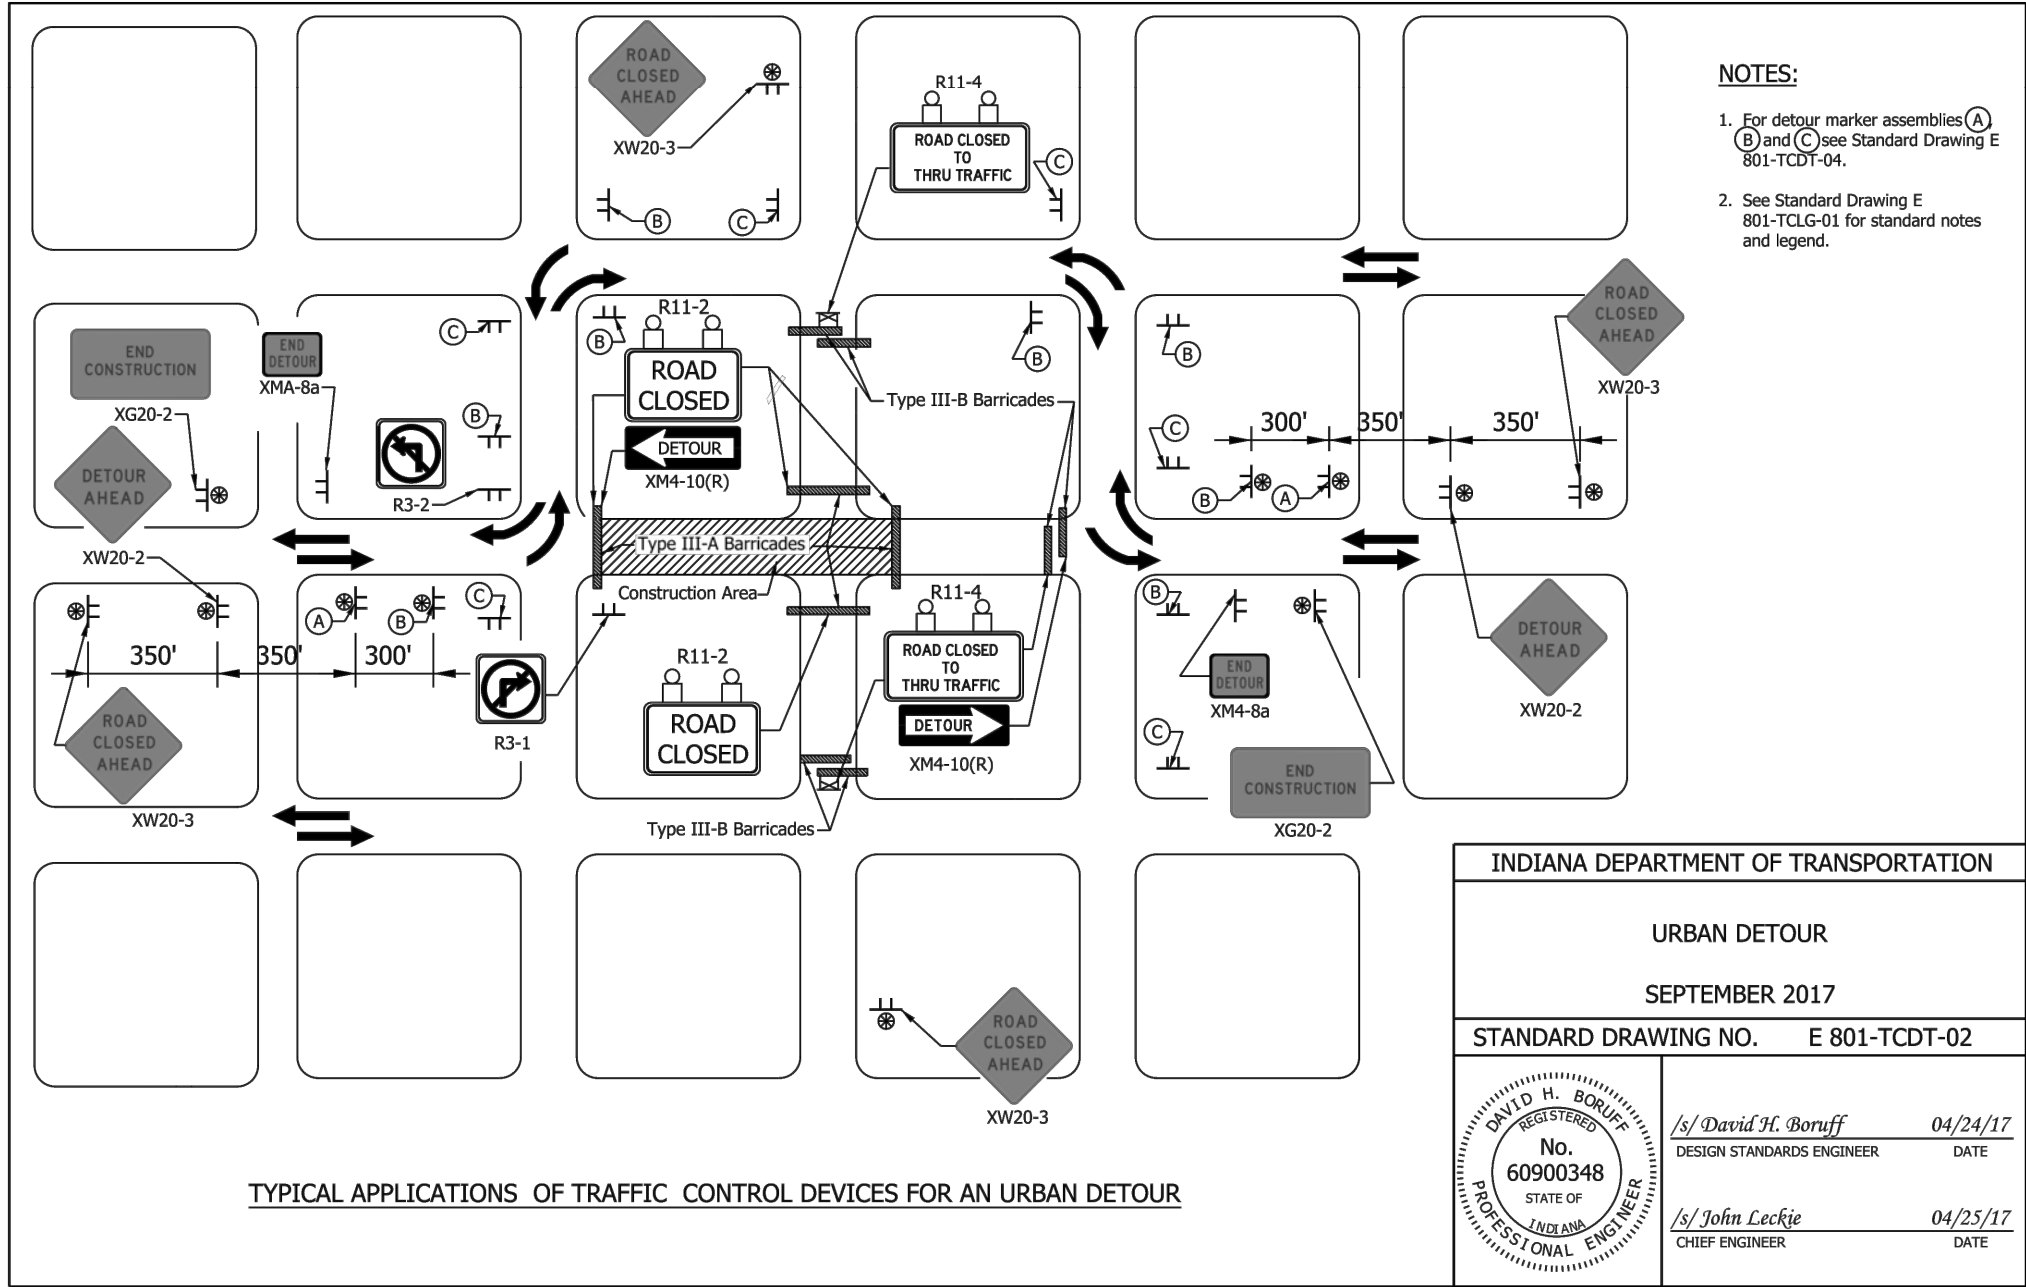 ROAD
CLOSED
AHEAD
XW20-3
B
C
R11-4
ROAD CLOSED
TO
THRU TRAFFIC
C
NOTES:
1. For detour marker assemblies A,
B and C see Standard Drawing E
801-TCDT-04.
2. See Standard Drawing E
801-TCLG-01 for standard notes
and legend.
END
CONSTRUCTION
XG20-2
DETOUR
AHEAD
XW20-2
END
DETOUR
XMA-8a
C
B
R3-2
B
R11-2
ROAD
CLOSED
DETOUR
XM4-10(R)
B
Type III-B Barricades
B
C
300'
350'
350'
B
A
ROAD
CLOSED
AHEAD
XW20-3
Type III-A Barricades
Construction Area
350'
350'
300'
A
B
C
ROAD
CLOSED
AHEAD
XW20-3
R3-1
R11-2
ROAD
CLOSED
R11-4
ROAD CLOSED
TO
THRU TRAFFIC
DETOUR
XM4-10(R)
Type III-B Barricades
B
C
END
DETOUR
XM4-8a
END
CONSTRUCTION
XG20-2
DETOUR
AHEAD
XW20-2
ROAD
CLOSED
AHEAD
XW20-3
TYPICAL APPLICATIONS OF TRAFFIC CONTROL DEVICES FOR AN URBAN DETOUR
INDIANA DEPARTMENT OF TRANSPORTATION
URBAN DETOUR
SEPTEMBER 2017
STANDARD DRAWING NO. E 801-TCDT-02
DAVID H. BORUFF
REGISTERED
No.
60900348
STATE OF
INDIANA
PROFESSIONAL ENGINEER
/s/ David H. Boruff 04/24/17
DESIGN STANDARDS ENGINEER DATE
/s/ John Leckie 04/25/17
CHIEF ENGINEER DATE